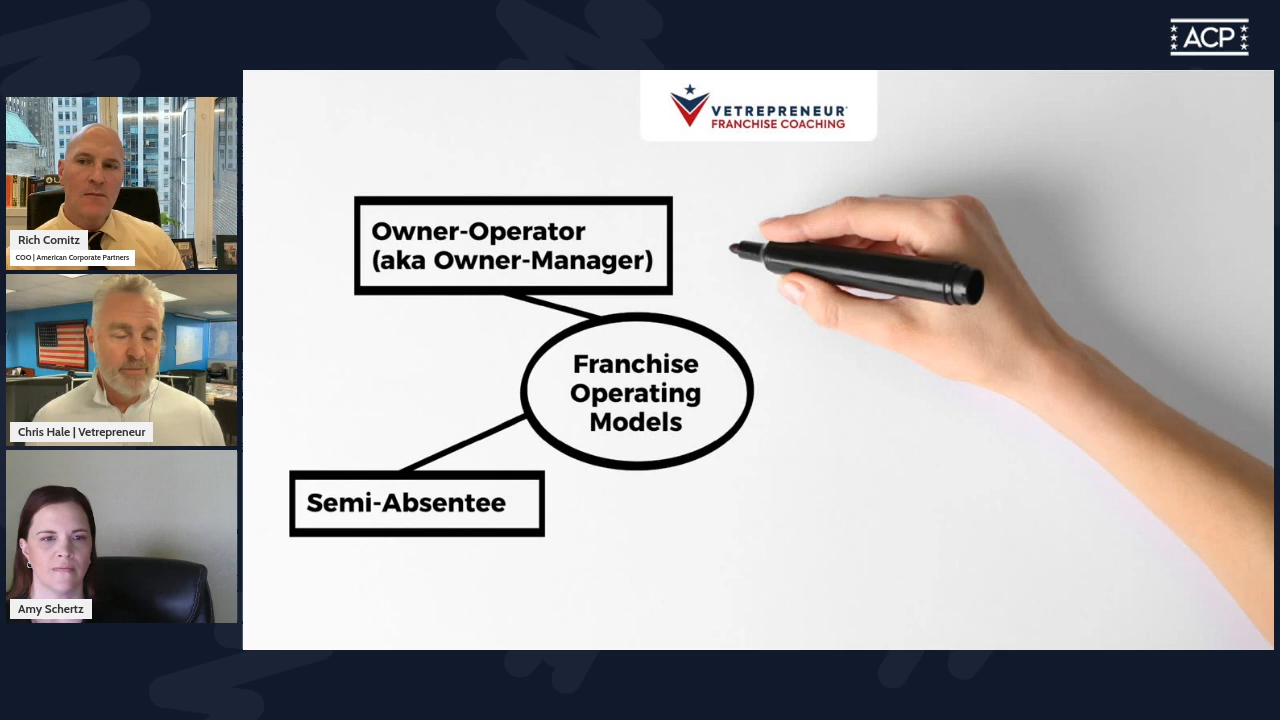 ACP
Rich Comitz
COO | American Corporate Partners
Chris Hale | Vetrepreneur
Amy Schertz
VETREPRENEUR
FRANCHISE COACHING
Owner-Operator
(aka Owner-Manager)
Franchise
Operating
Models
Semi-Absentee